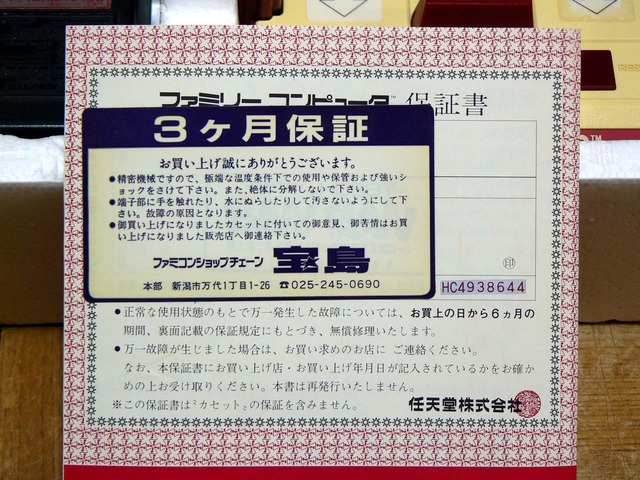 ファミリー コンピュータ™ 保証書
3ヶ月保証
お買い上げ誠にありがとうございます。
●精密機械ですので、極端な温度条件下での使用や保管および強いシ
ョックをさけて下さい。また、絶体に分解しないで下さい。
●端子部に手を触れたり、水にぬらしたりして汚さないようにして下
さい。故障の原因となります。
●御買い上げになりましたカセットに付いての御意見、御苦情はお買
い上げになりました販売店へ御連絡下さい。
ファミコンショップチェーン 宝島
本部 新潟市万代1丁目1-26 ☎025-245-0690
印
HC4938644
●正常な使用状態のもとで万一発生した故障については、お買上の日から6ヵ月の
期間、裏面記載の保証規定にもとづき、無償修理いたします。
●万一故障が生じました場合は、お買い求めのお店に ご連絡ください。
なお、本保証書にお買い上げ店・お買い上げ年月日が記入されているかをお確か
めの上お受け取りください。本書は再発行いたしません。
※この保証書は"カセット"の保証を含みません。
任天堂株式会社